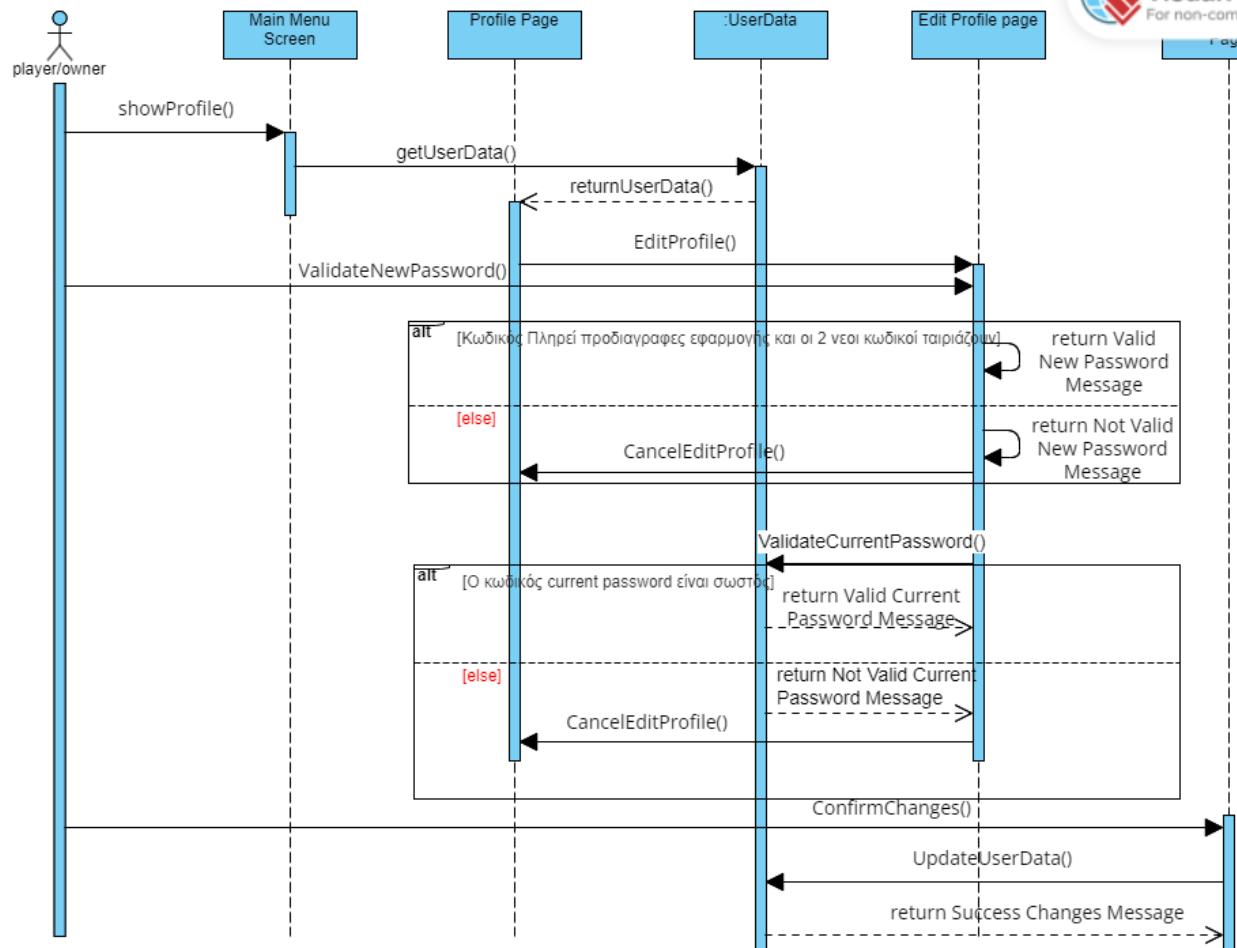 Main Menu
Screen
Profile Page
:UserData
Edit Profile page
For non-com
player/owner
showProfile()
getUserData()
returnUserData()
EditProfile()
ValidateNewPassword()
alt
[Κωδικός Πληρεί προδιαγραφες εφαρμογής και οι 2 νεοι κωδικοί ταιριάζουν]
return Valid
New Password
Message
[else]
return Not Valid
New Password
Message
CancelEditProfile()
ValidateCurrentPassword()
alt
[Ο κωδικός current password είναι σωστός]
return Valid Current
Password Message
[else]
return Not Valid Current
Password Message
CancelEditProfile()
ConfirmChanges()
UpdateUserData()
return Success Changes Message